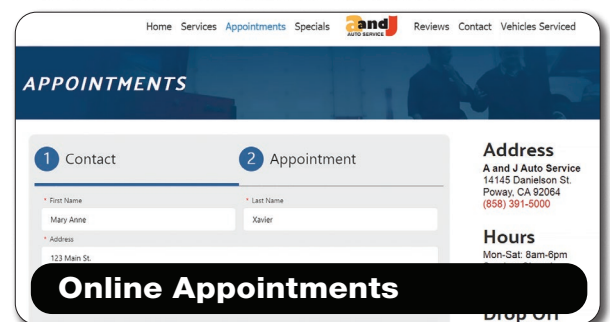 Home Services Appointments Specials aandJ AUTO SERVICE Reviews Contact Vehicles Serviced
APPOINTMENTS
1 Contact
2 Appointment
* First Name
* Last Name
Mary Anne
Xavier
* Address
123 Main St.
Address
A and J Auto Service
14145 Danielson St.
Poway, CA 92064
(858) 391-5000
Hours
Mon-Sat: 8am-6pm
Drop Off
Online Appointments